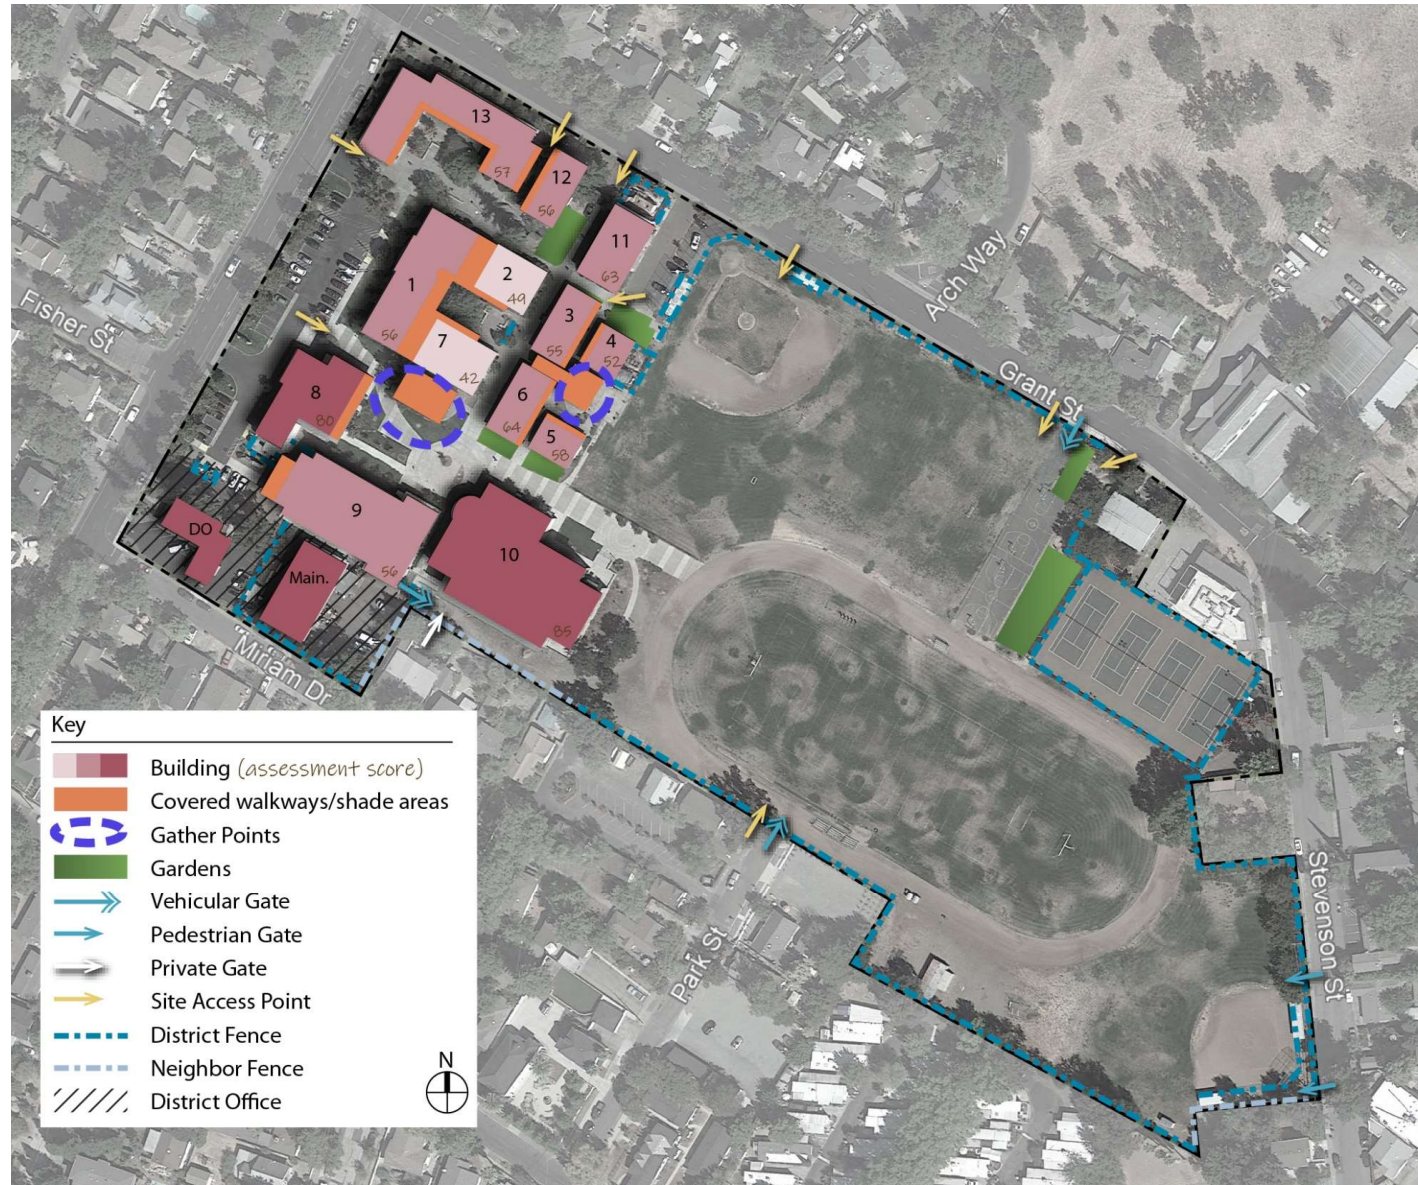 13
57
12
56
11
63
1
56
2
49
3
55
4
52
7
42
6
64
5
58
8
80
9
56
10
85
DO
Main.
Fisher St
Miriam Dr
Park St
Arch Way
Grant St
Stevenson St
Key
Building (assessment score)
Covered walkways/shade areas
Gather Points
Gardens
Vehicular Gate
Pedestrian Gate
Private Gate
Site Access Point
District Fence
Neighbor Fence
District Office
N